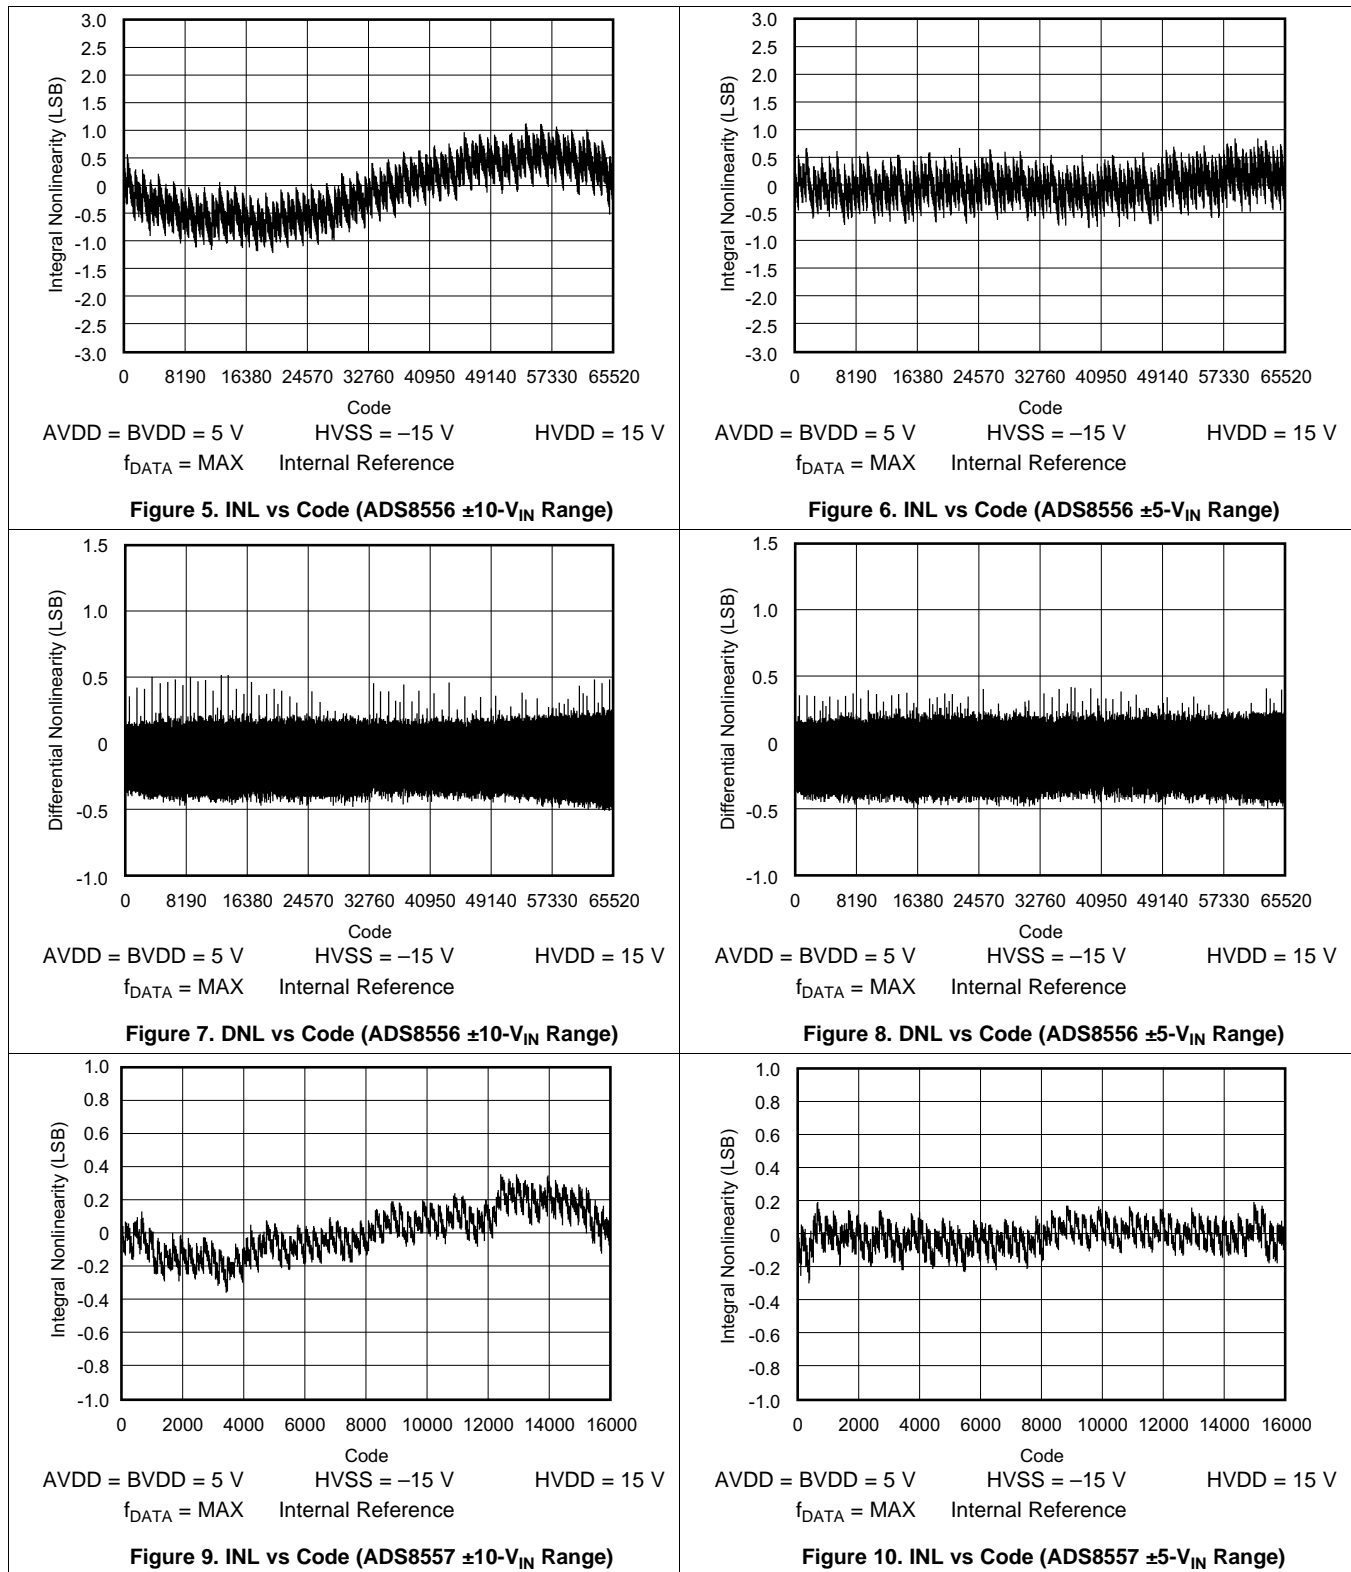 3.0
2.5
2.0
1.5
1.0
0.5
0
-0.5
-1.0
-1.5
-2.0
-2.5
-3.0
Integral Nonlinearity (LSB)
0 8190 16380 24570 32760 40950 49140 57330 65520
Code
AVDD = BVDD = 5 V HVSS = –15 V HVDD = 15 V
fDATA = MAX Internal Reference
Figure 5. INL vs Code (ADS8556 ±10-VIN Range)
3.0
2.5
2.0
1.5
1.0
0.5
0
-0.5
-1.0
-1.5
-2.0
-2.5
-3.0
Integral Nonlinearity (LSB)
0 8190 16380 24570 32760 40950 49140 57330 65520
Code
AVDD = BVDD = 5 V HVSS = –15 V HVDD = 15 V
fDATA = MAX Internal Reference
Figure 6. INL vs Code (ADS8556 ±5-VIN Range)
1.5
1.0
0.5
0
-0.5
-1.0
Differential Nonlinearity (LSB)
0 8190 16380 24570 32760 40950 49140 57330 65520
Code
AVDD = BVDD = 5 V HVSS = –15 V HVDD = 15 V
fDATA = MAX Internal Reference
Figure 7. DNL vs Code (ADS8556 ±10-VIN Range)
1.5
1.0
0.5
0
-0.5
-1.0
Differential Nonlinearity (LSB)
0 8190 16380 24570 32760 40950 49140 57330 65520
Code
AVDD = BVDD = 5 V HVSS = –15 V HVDD = 15 V
fDATA = MAX Internal Reference
Figure 8. DNL vs Code (ADS8556 ±5-VIN Range)
1.0
0.8
0.6
0.4
0.2
0
-0.2
-0.4
-0.6
-0.8
-1.0
Integral Nonlinearity (LSB)
0 2000 4000 6000 8000 10000 12000 14000 16000
Code
AVDD = BVDD = 5 V HVSS = –15 V HVDD = 15 V
fDATA = MAX Internal Reference
Figure 9. INL vs Code (ADS8557 ±10-VIN Range)
1.0
0.8
0.6
0.4
0.2
0
-0.2
-0.4
-0.6
-0.8
-1.0
Integral Nonlinearity (LSB)
0 2000 4000 6000 8000 10000 12000 14000 16000
Code
AVDD = BVDD = 5 V HVSS = –15 V HVDD = 15 V
fDATA = MAX Internal Reference
Figure 10. INL vs Code (ADS8557 ±5-VIN Range)